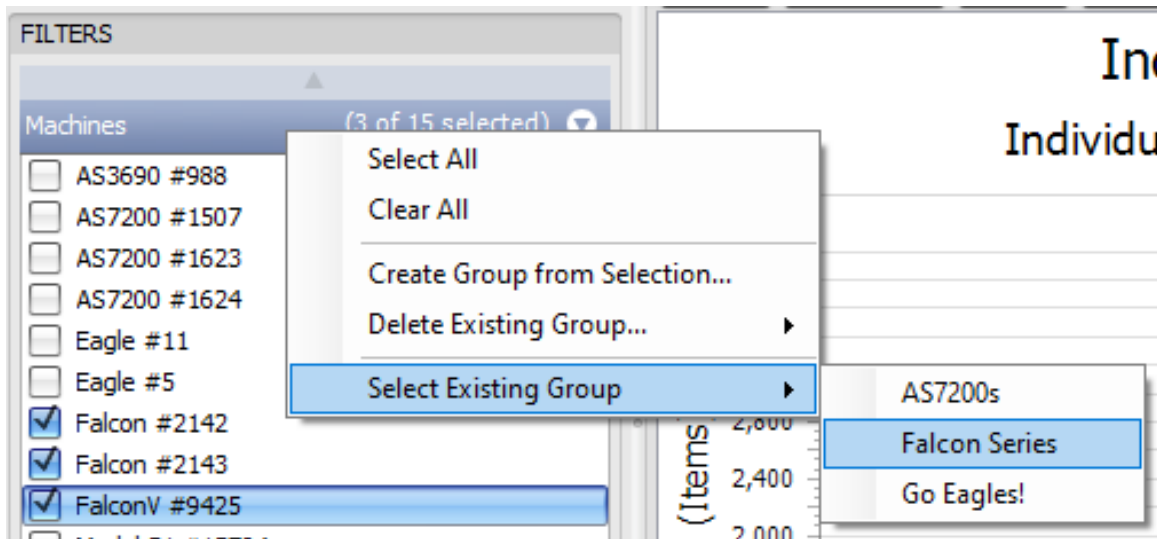 FILTERS
Machines (3 of 15 selected)
AS3690 #988
AS7200 #1507
AS7200 #1623
AS7200 #1624
Eagle #11
Eagle #5
Falcon #2142
Falcon #2143
FalconV #9425
Select All
Clear All
Create Group from Selection...
Delete Existing Group...
Select Existing Group
AS7200s
Falcon Series
Go Eagles!
Ind
Individu
(Items
2,800
2,400
2,000